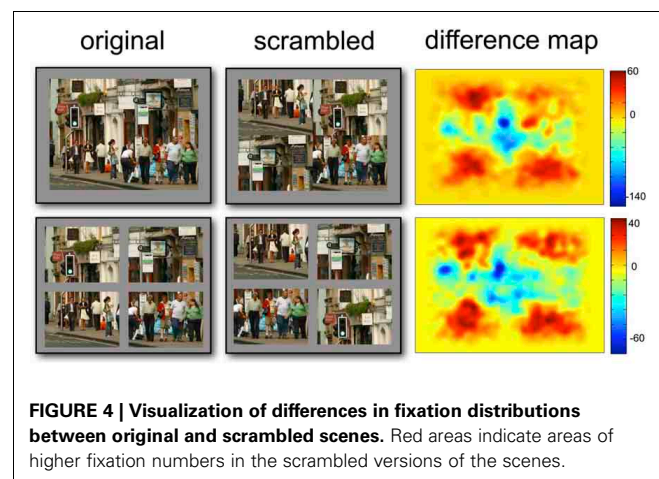 original scrambled difference map
60
0
-140
40
0
-60
FIGURE 4 | Visualization of differences in fixation distributions
between original and scrambled scenes. Red areas indicate areas of
higher fixation numbers in the scrambled versions of the scenes.